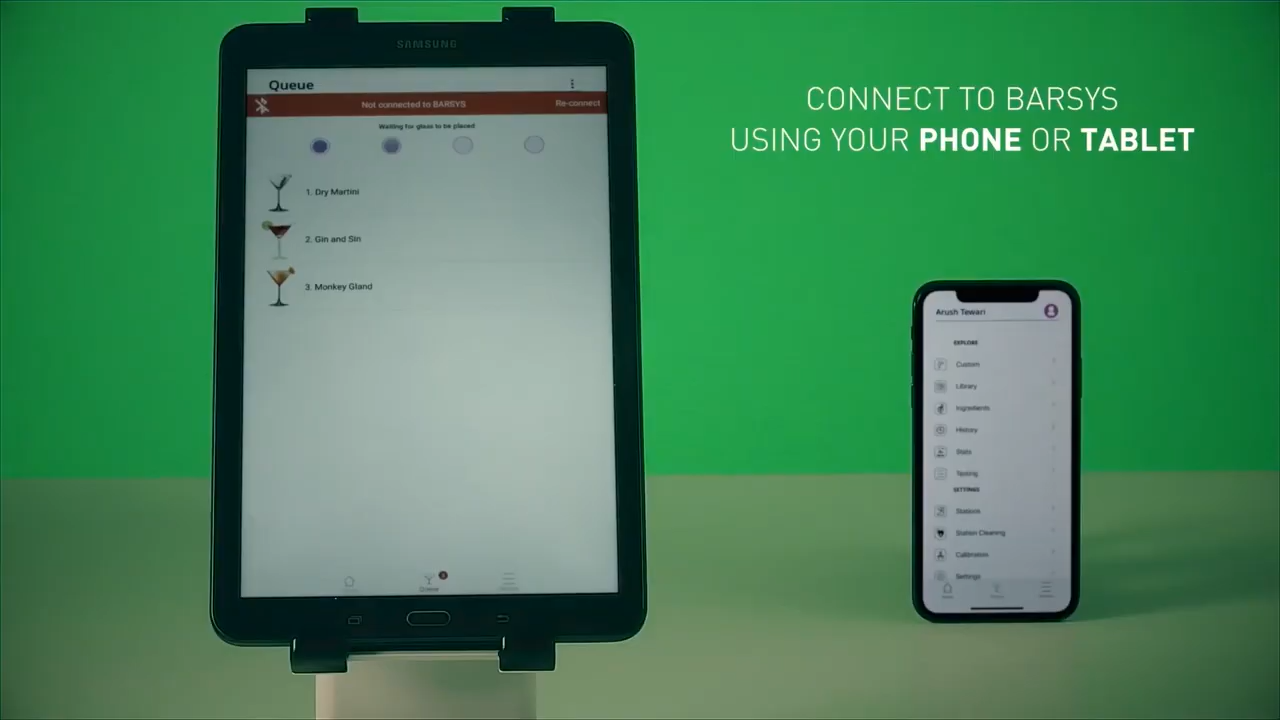 SAMSUNG
Queue
Not connected to BARSYS
Re-connect
Waiting for glass to be placed
1. Dry Martini
2. Gin and Sin
3. Monkey Gland
Queue
CONNECT TO BARSYS
USING YOUR PHONE OR TABLET
Arush Tewari
EXPLORE
Custom
Library
Ingredients
History
Stats
Testing
SETTINGS
Stations
Station Cleaning
Calibration
Settings